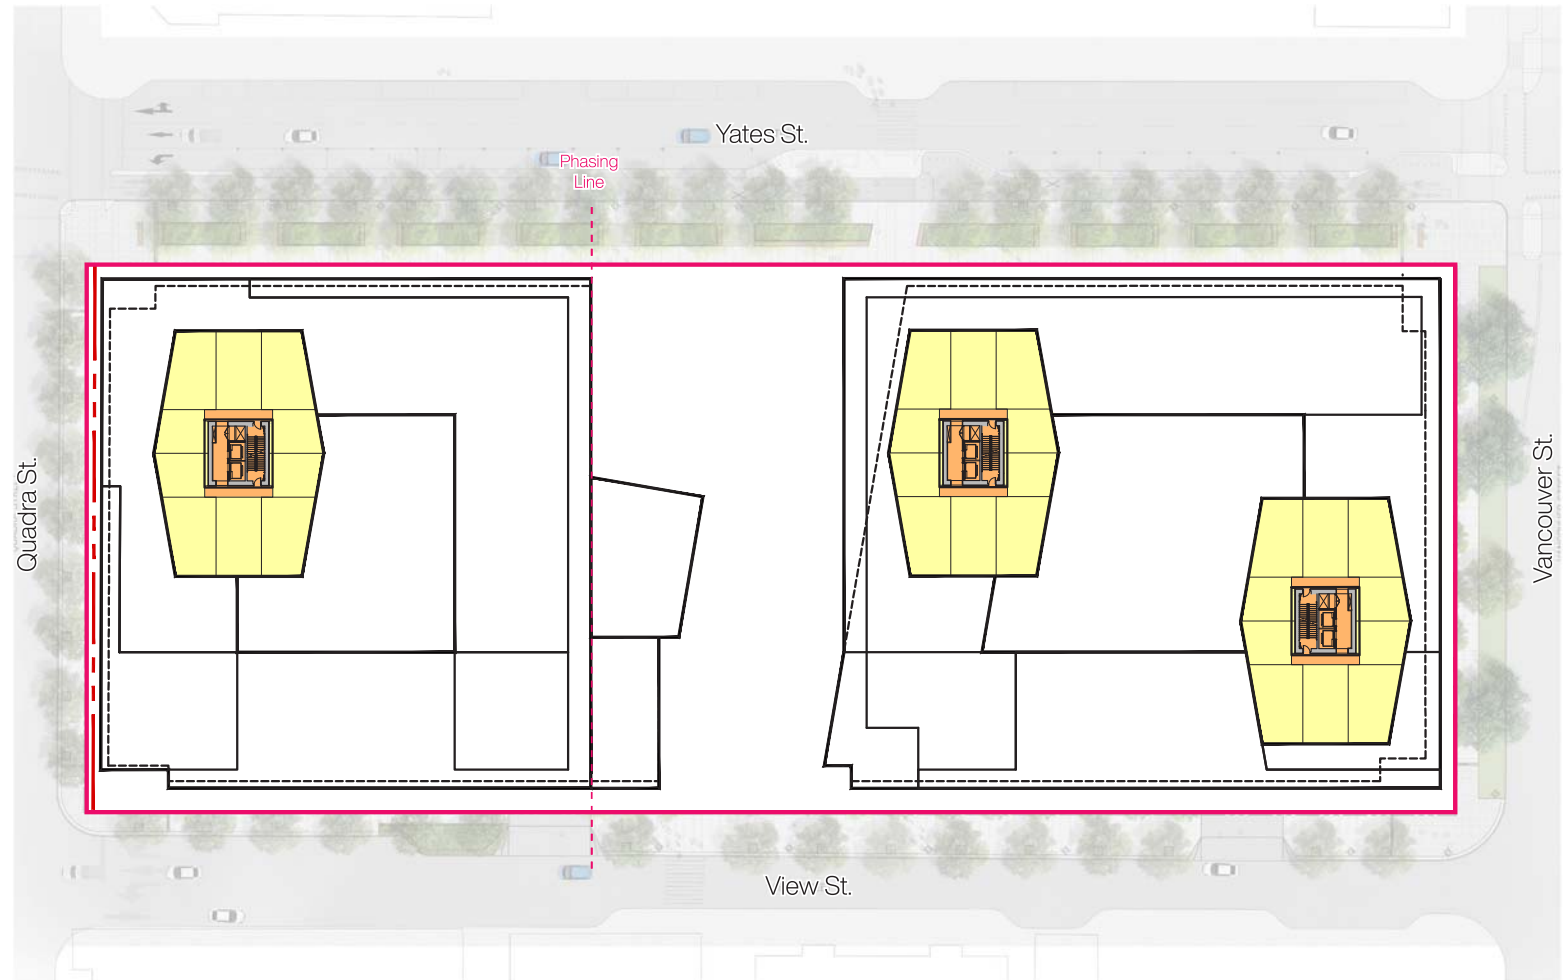 Yates St.
Phasing
Line
Quadra St.
Vancouver St.
View St.